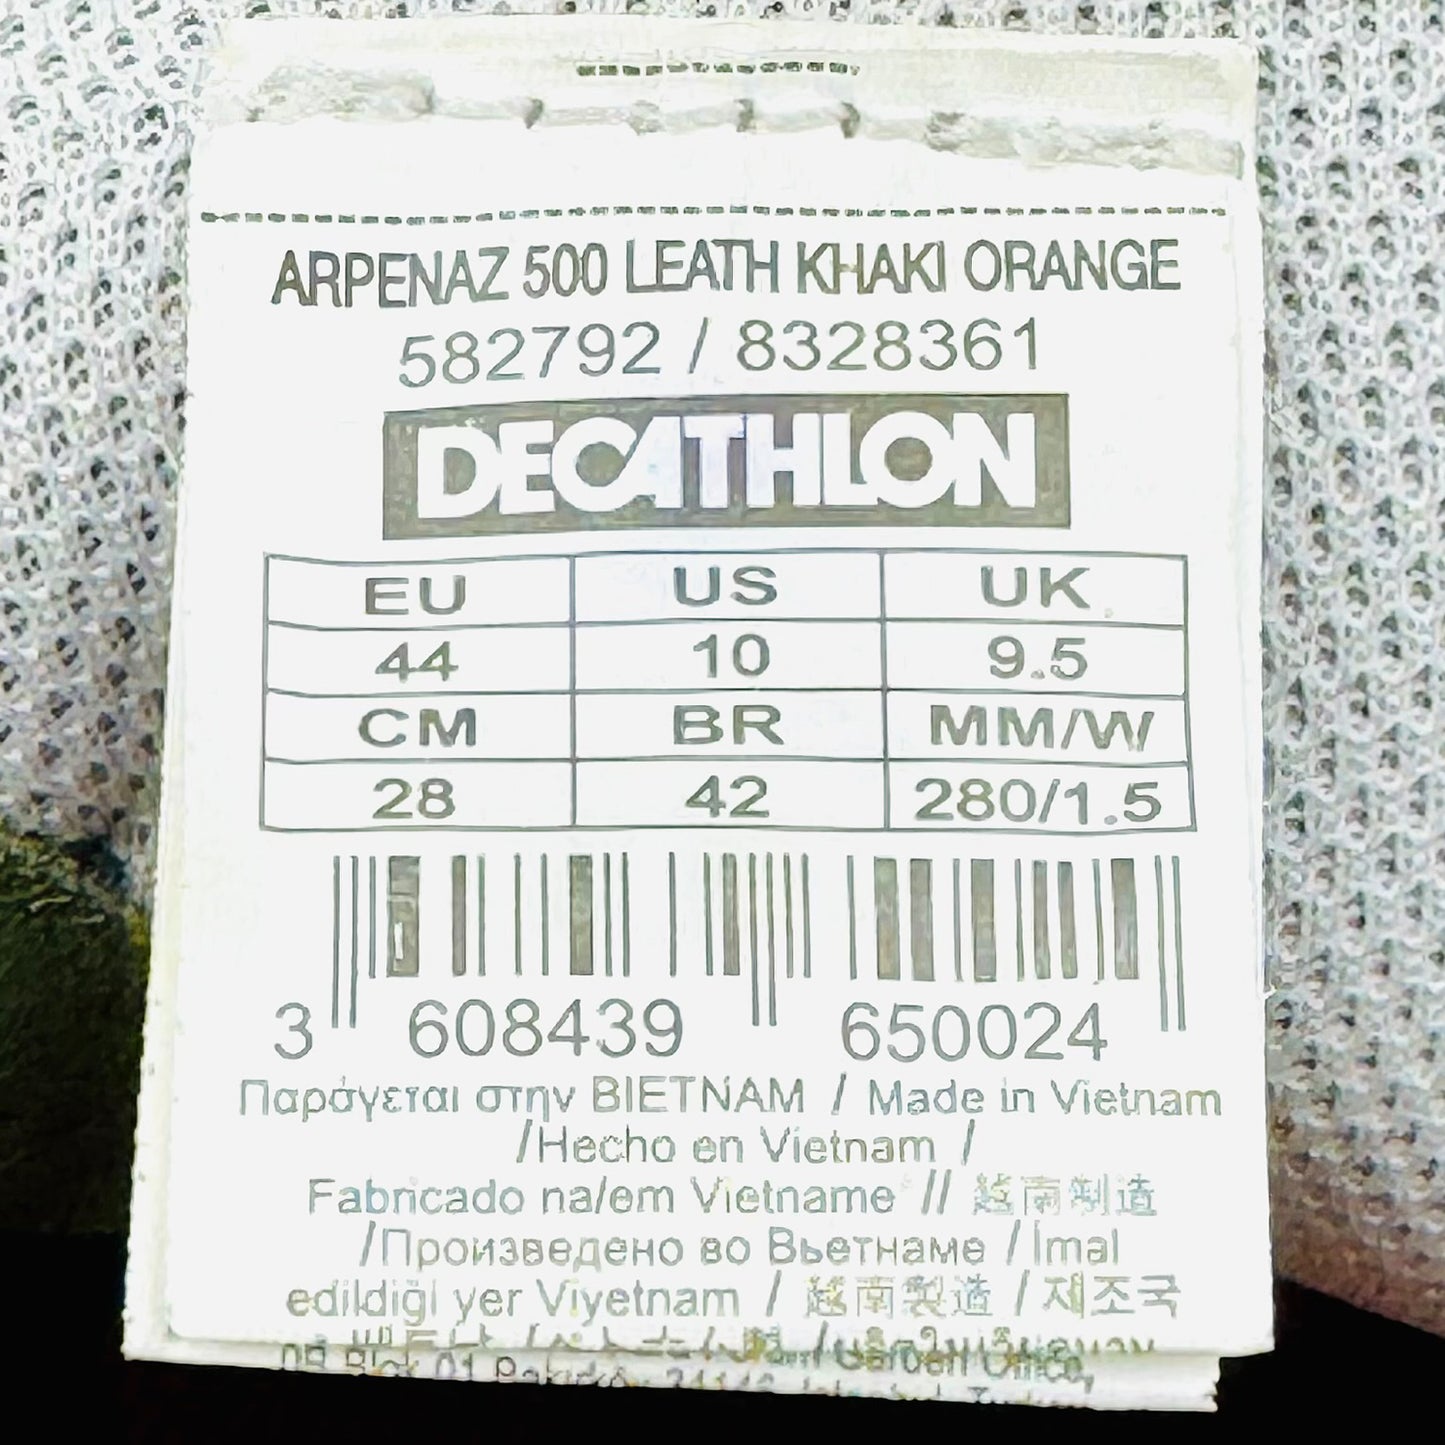 ARPENAZ 500 LEATH KHAKI ORANGE
582792 / 8328361
DECATHLON
EU US UK
44 10 9.5
CM BR MM/W
28 42 280/1.5
3 608439 650024
Παράγεται στην ΒΙΕΤΝΑΜ / Made in Vietnam
/Hecho en Vietnam /
Fabricado na/em Vietname // 越南制造
/Произведено во Вьетнаме / İmal
edildiği yer Viyetnam / 越南製造 / 제조국